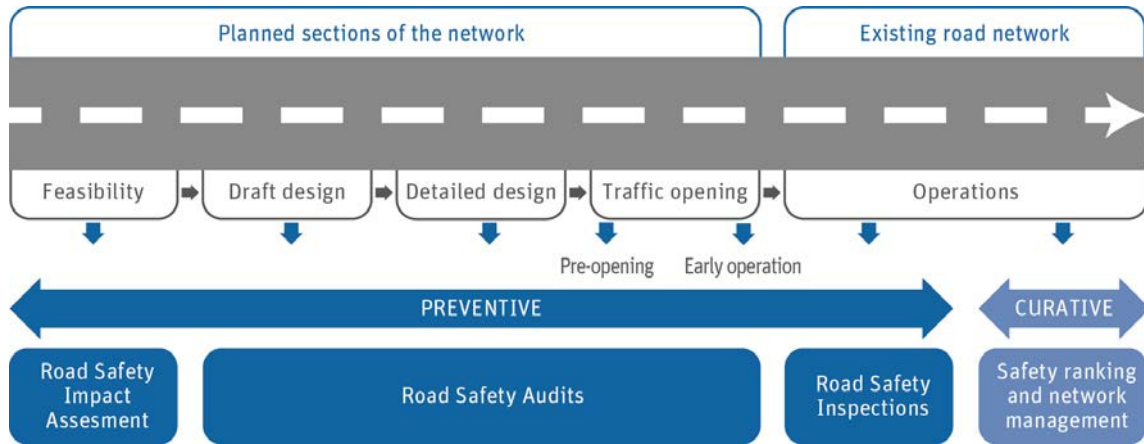 Planned sections of the network
Existing road network
Feasibility
Draft design
Detailed design
Traffic opening
Operations
Pre-opening
Early operation
PREVENTIVE
CURATIVE
Road Safety
Impact
Assesment
Road Safety Audits
Road Safety
Inspections
Safety ranking
and network
management